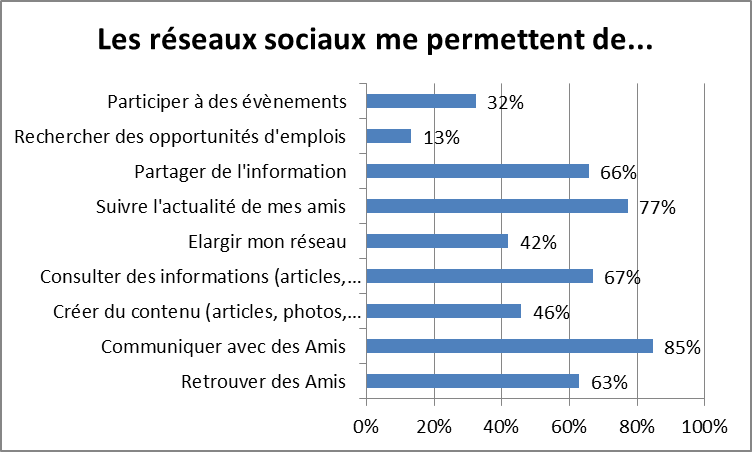 Les réseaux sociaux me permettent de...
Participer à des évènements 32%
Rechercher des opportunités d'emplois 13%
Partager de l'information 66%
Suivre l'actualité de mes amis 77%
Elargir mon réseau 42%
Consulter des informations (articles,... 67%
Créer du contenu (articles, photos,... 46%
Communiquer avec des Amis 85%
Retrouver des Amis 63%
0% 20% 40% 60% 80% 100%